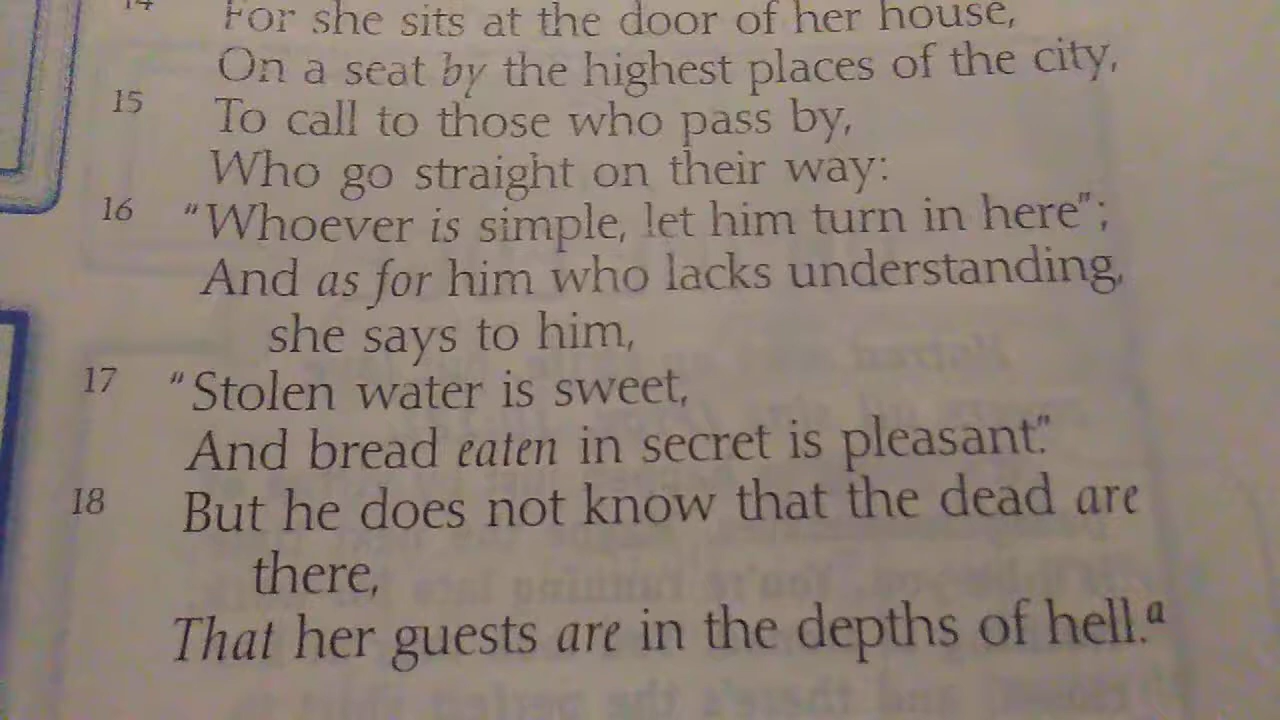 14 For she sits at the door of her house,
On a seat by the highest places of the city,
15 To call to those who pass by,
Who go straight on their way:
16 "Whoever is simple, let him turn in here";
And as for him who lacks understanding,
she says to him,
17 "Stolen water is sweet,
And bread eaten in secret is pleasant."
18 But he does not know that the dead are
there,
That her guests are in the depths of hell.a